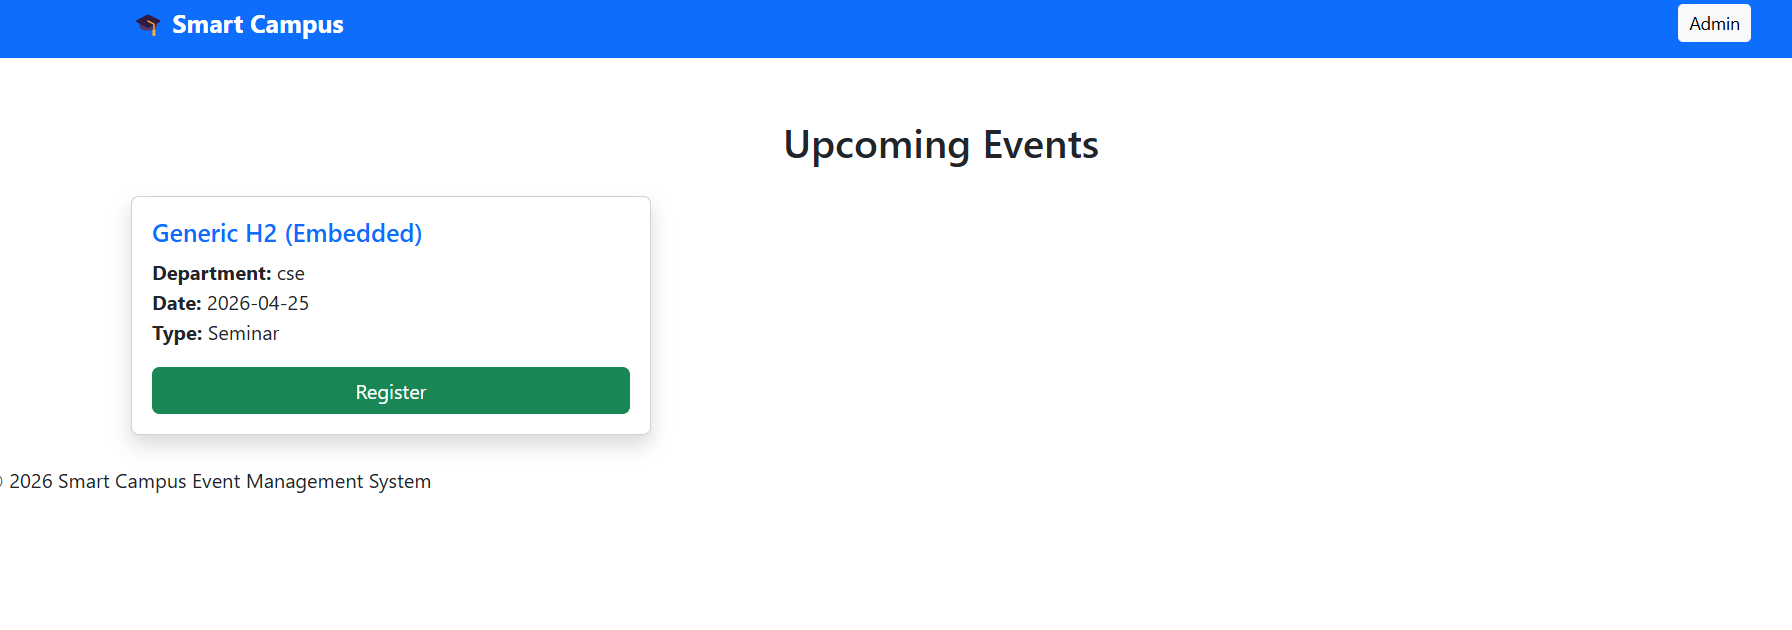 Smart Campus
Admin
Upcoming Events
Generic H2 (Embedded)
Department: cse
Date: 2026-04-25
Type: Seminar
Register
© 2026 Smart Campus Event Management System